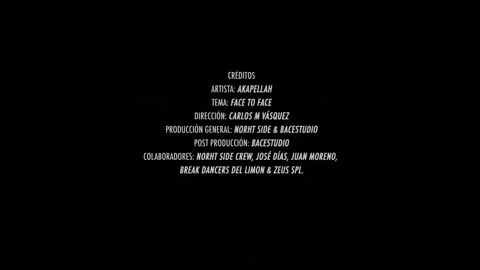 CRÉDITOS
ARTISTA: AKAPELLAH
TEMA: FACE TO FACE
DIRECCIÓN: CARLOS M VÁSQUEZ
PRODUCCIÓN GENERAL: NORHT SIDE & BACESTUDIO
POST PRODUCCIÓN: BACESTUDIO
COLABORADORES: NORHT SIDE CREW, JOSÉ DÍAS, JUAN MORENO,
BREAK DANCERS DEL LIMON & ZEUS SPL.